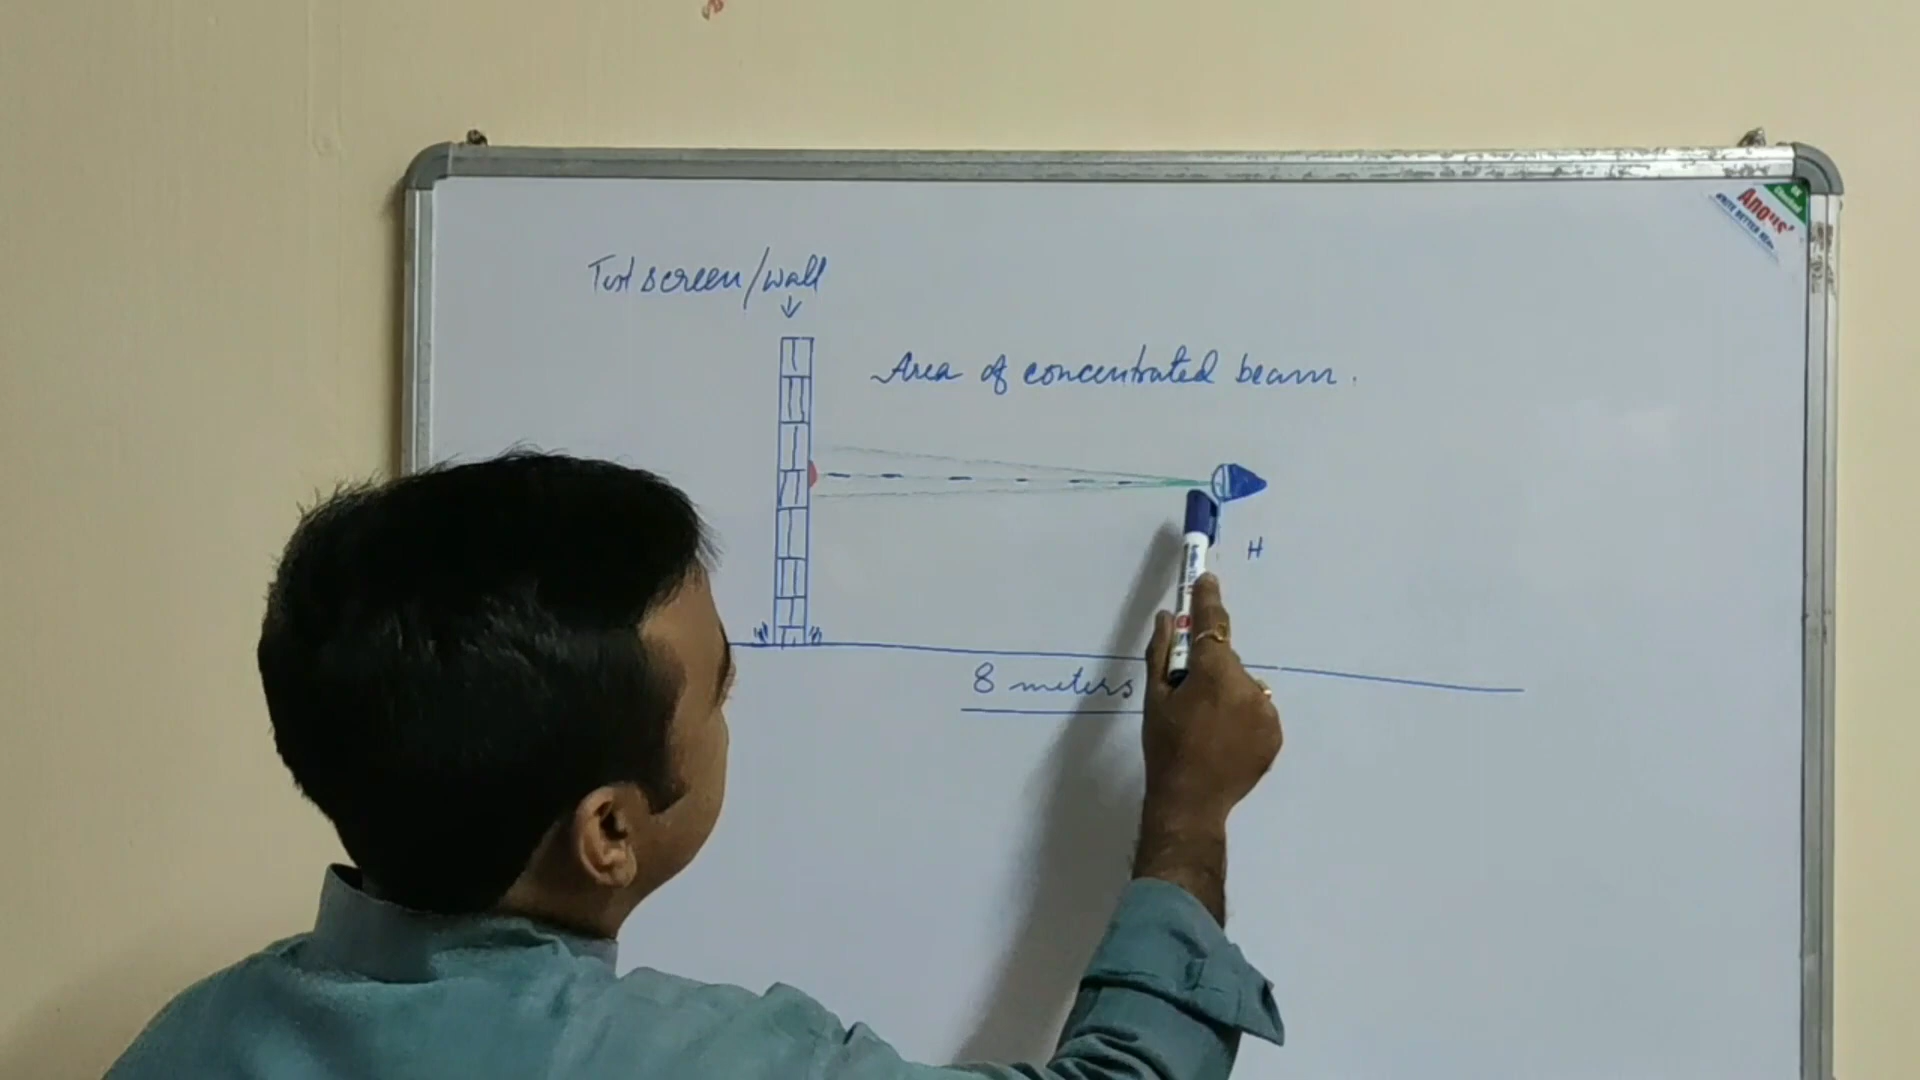 Test screen/wall
Area of concentrated beam.
H
8 meters